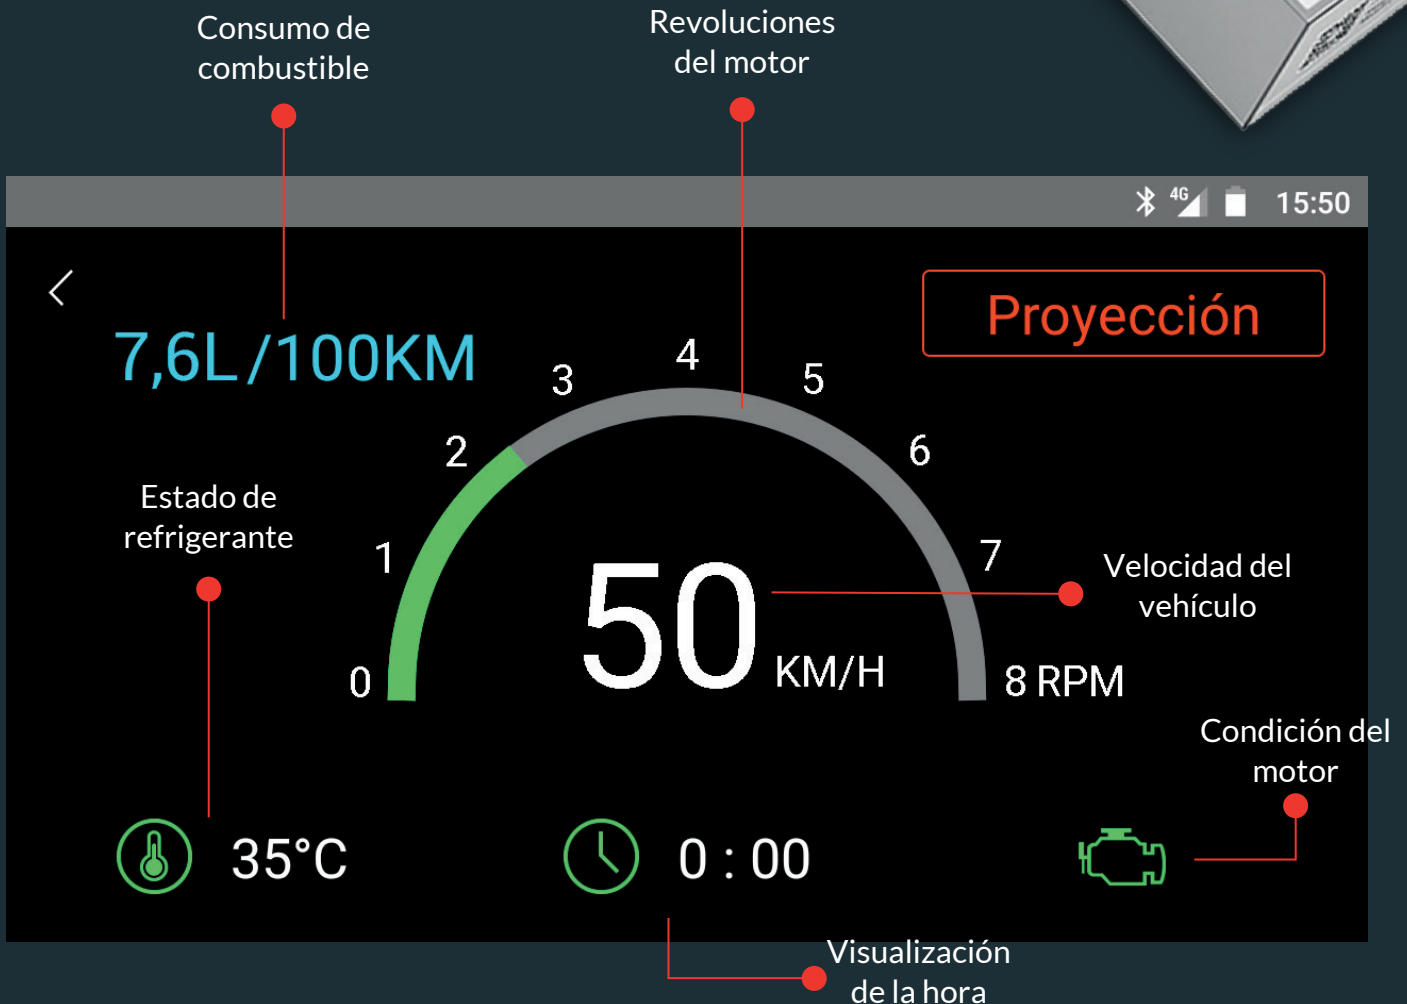 Consumo de
combustible
Revoluciones
del motor
4G
15:50
7,6L/100KM
Proyección
0
1
2
3
4
5
6
7
8 RPM
50 KM/H
Estado de
refrigerante
Velocidad del
vehículo
Condición del
motor
35°C
0 : 00
Visualización
de la hora